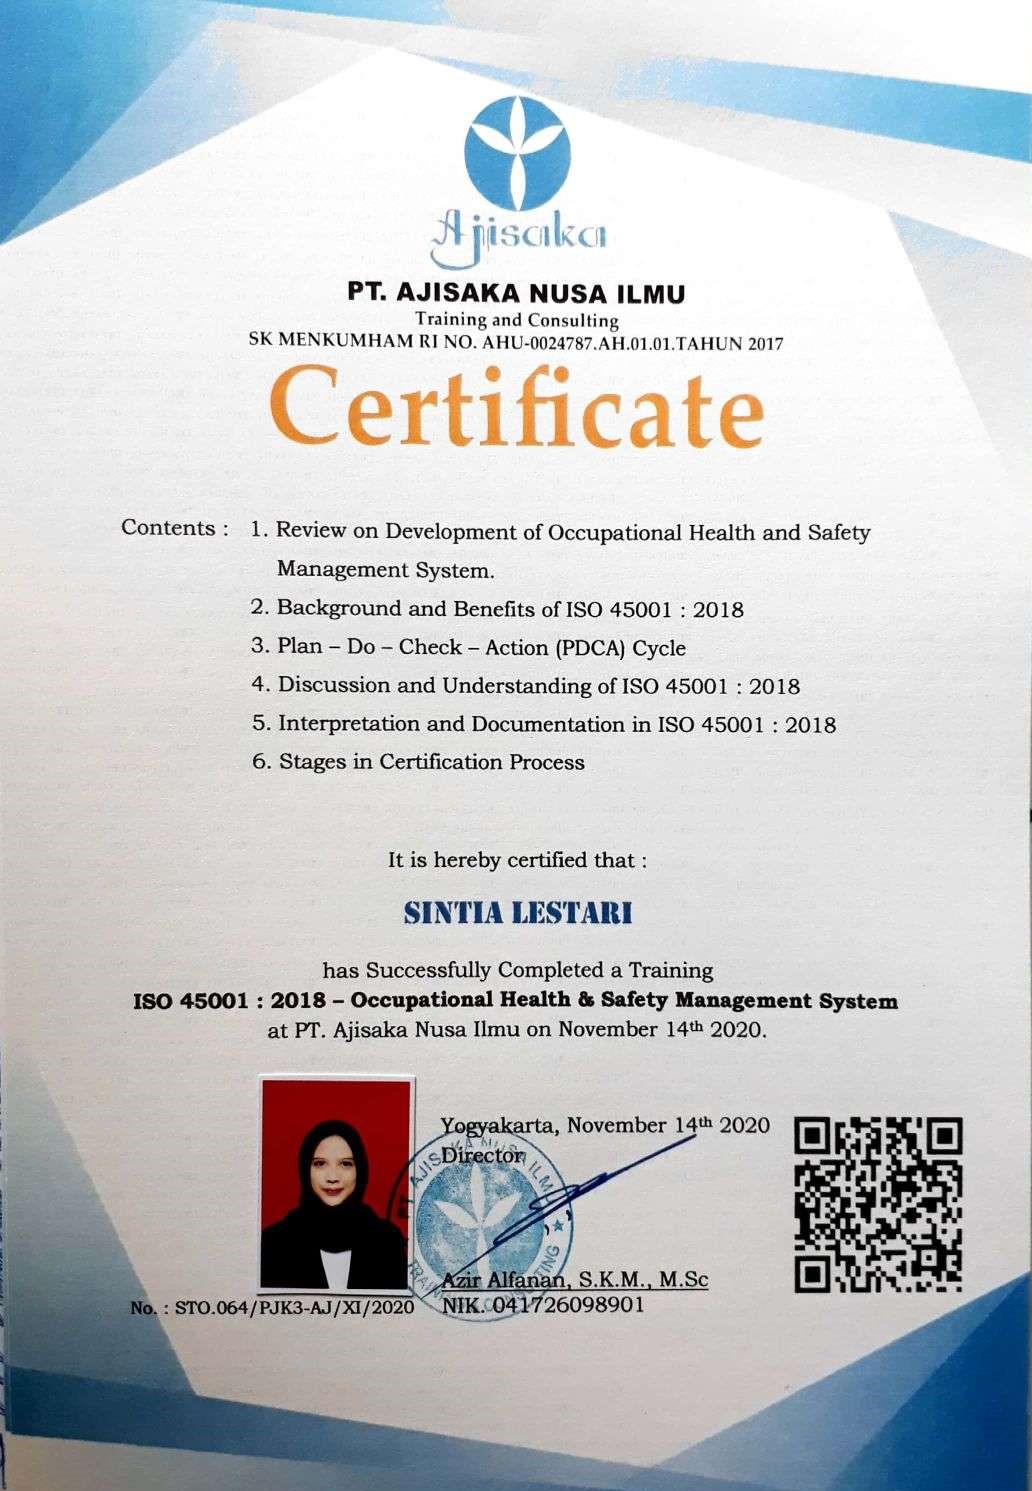 Ajisaka
PT. AJISAKA NUSA ILMU
Training and Consulting
SK MENKUMHAM RI NO. AHU-0024787.AH.01.01.TAHUN 2017
Certificate
Contents : 1. Review on Development of Occupational Health and Safety
Management System.
2. Background and Benefits of ISO 45001 : 2018
3. Plan – Do – Check – Action (PDCA) Cycle
4. Discussion and Understanding of ISO 45001 : 2018
5. Interpretation and Documentation in ISO 45001 : 2018
6. Stages in Certification Process
It is hereby certified that :
SINTIA LESTARI
has Successfully Completed a Training
ISO 45001 : 2018 – Occupational Health & Safety Management System
at PT. Ajisaka Nusa Ilmu on November 14th 2020.
Yogyakarta, November 14th 2020
Director
PT AJISAKA NUSA ILMU
TRAINING & CONSULTING
Azir Alfanan, S.K.M., M.Sc
NIK. 041726098901
No. : STO.064/PJK3-AJ/XI/2020